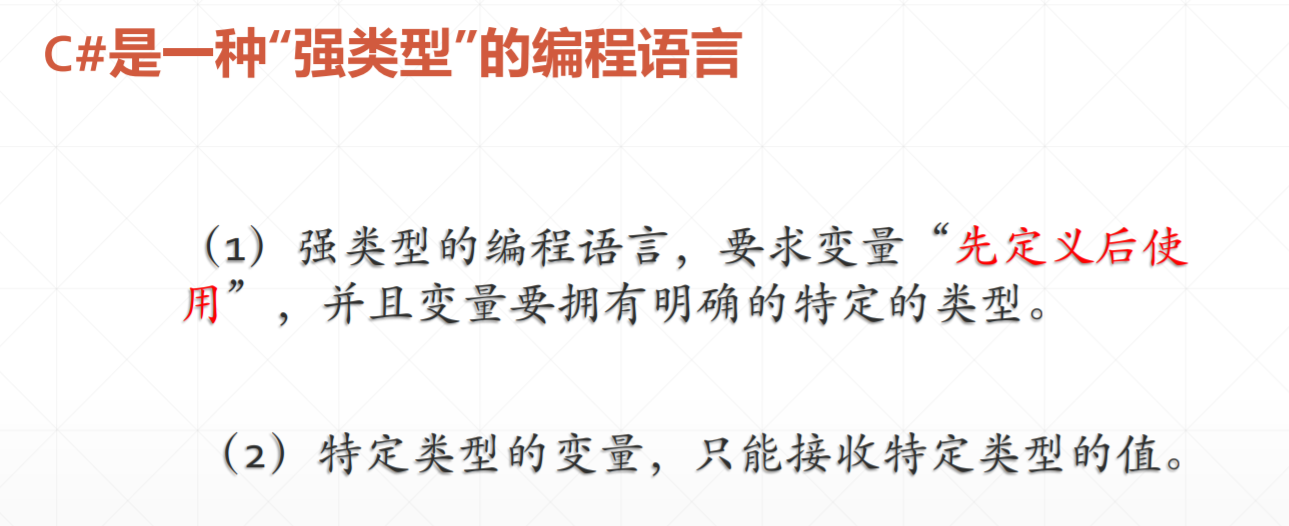 C#是一种“强类型”的编程语言
（1）强类型的编程语言，要求变量“先定义后使
用”，并且变量要拥有明确的特定的类型。
（2）特定类型的变量，只能接收特定类型的值。